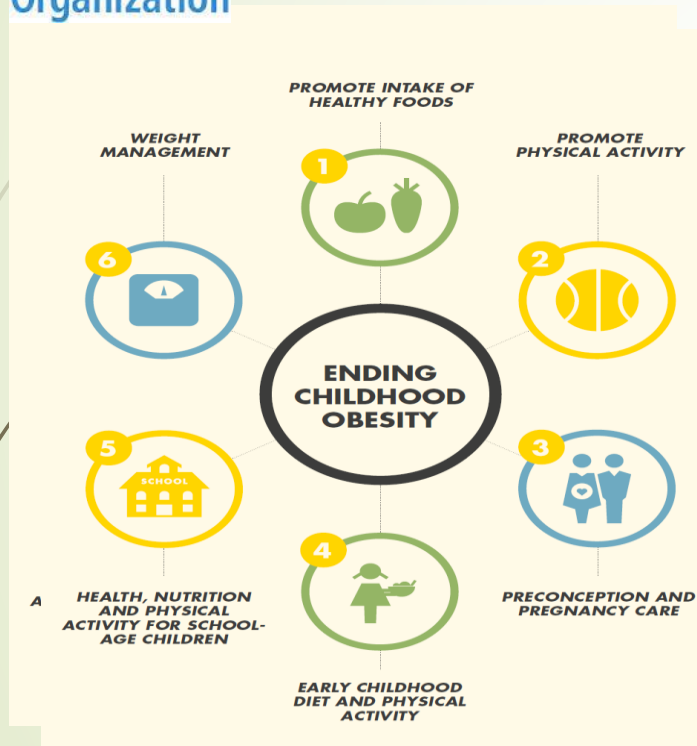 Organization
PROMOTE INTAKE OF
HEALTHY FOODS
1
PROMOTE
PHYSICAL ACTIVITY
2
3
PRECONCEPTION AND
PREGNANCY CARE
4
EARLY CHILDHOOD
DIET AND PHYSICAL
ACTIVITY
5
SCHOOL
A
HEALTH, NUTRITION
AND PHYSICAL
ACTIVITY FOR SCHOOL-
AGE CHILDREN
WEIGHT
MANAGEMENT
6
ENDING
CHILDHOOD
OBESITY